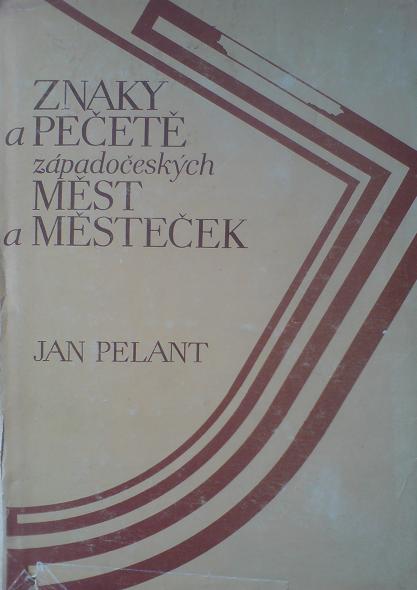 ZNAKY
a PEČETĚ
západočeských
MĚST
a MĚSTEČEK
JAN PELANT